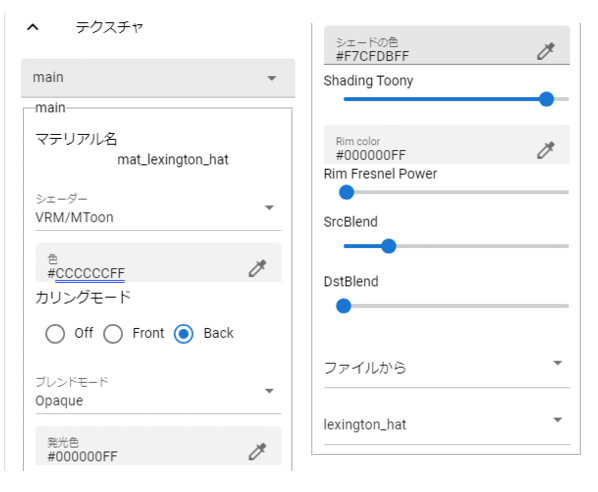 テクスチャ
main
main
マテリアル名
mat_lexington_hat
シェーダー
VRM/MToon
色
#CCCCCCFF
カリングモード
Off Front Back
ブレンドモード
Opaque
発光色
#000000FF
シェードの色
#F7CFDBFF
Shading Toony
Rim color
#000000FF
Rim Fresnel Power
SrcBlend
DstBlend
ファイルから
lexington_hat